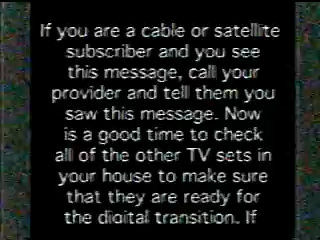 If you are a cable or satellite
subscriber and you see
this message, call your
provider and tell them you
saw this message. Now
is a good time to check
all of the other TV sets in
your house to make sure
that they are ready for
the digital transition. If